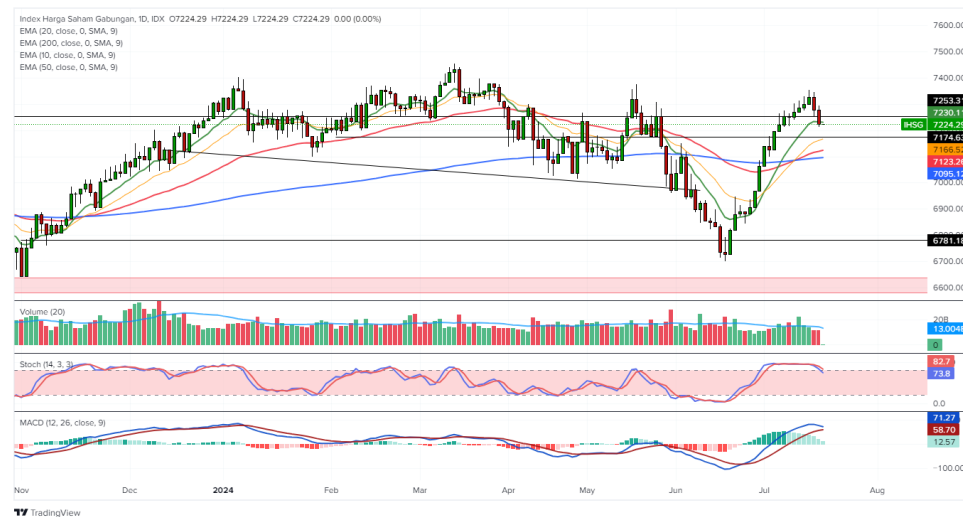 Index Harga Saham Gabungan, 1D, IDX O7224.29 H7224.29 L7224.29 C7224.29 0.00 (0.00%)
EMA (20, close, 0, SMA, 9)
EMA (200, close, 0, SMA, 9)
EMA (10, close, 0, SMA, 9)
EMA (50, close, 0, SMA, 9)
7600.00
7500.00
7400.00
7253.31
7230.11
IHSG 7224.29
7174.63
7166.52
7123.26
7095.17
7000.00
6900.00
6781.18
6700.00
6600.00
Volume (20)
20B
13.004B
0
Stoch (14, 3, 3)
82.7
73.8
0.0
MACD (12, 26, close, 9)
71.27
58.70
12.57
-100.00
Nov Dec 2024 Feb Mar Apr May Jun Jul Aug
TradingView